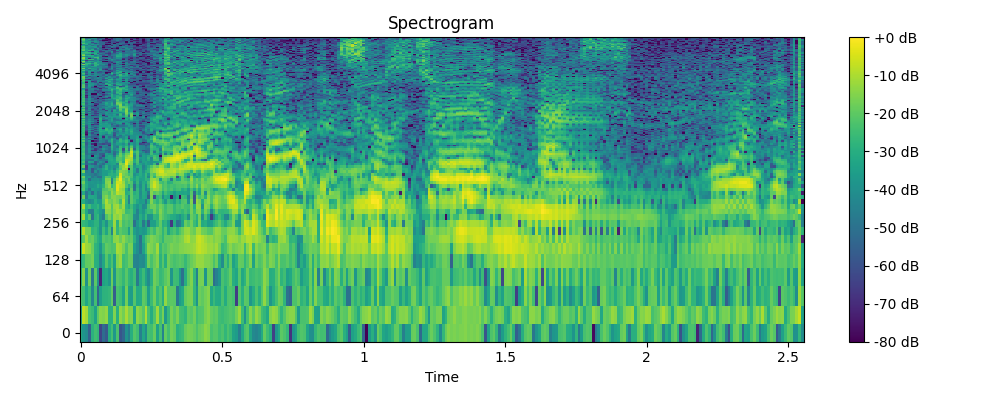 Spectrogram
Hz
4096
2048
1024
512
256
128
64
0
0
0.5
1
1.5
2
2.5
Time
+0 dB
-10 dB
-20 dB
-30 dB
-40 dB
-50 dB
-60 dB
-70 dB
-80 dB